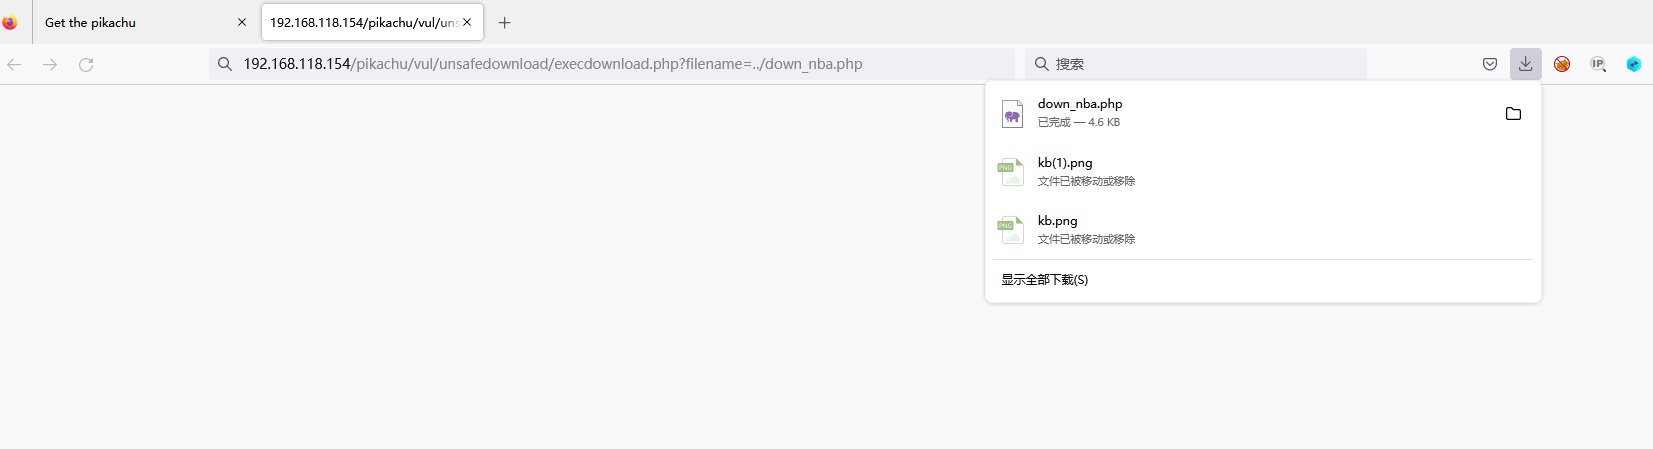 Get the pikachu
192.168.118.154/pikachu/vul/uns
192.168.118.154/pikachu/vul/unsafedownload/execdownload.php?filename=../down_nba.php
搜索
IP
down_nba.php
已完成 — 4.6 KB
PNG
kb(1).png
文件已被移动或移除
PNG
kb.png
文件已被移动或移除
显示全部下载(S)